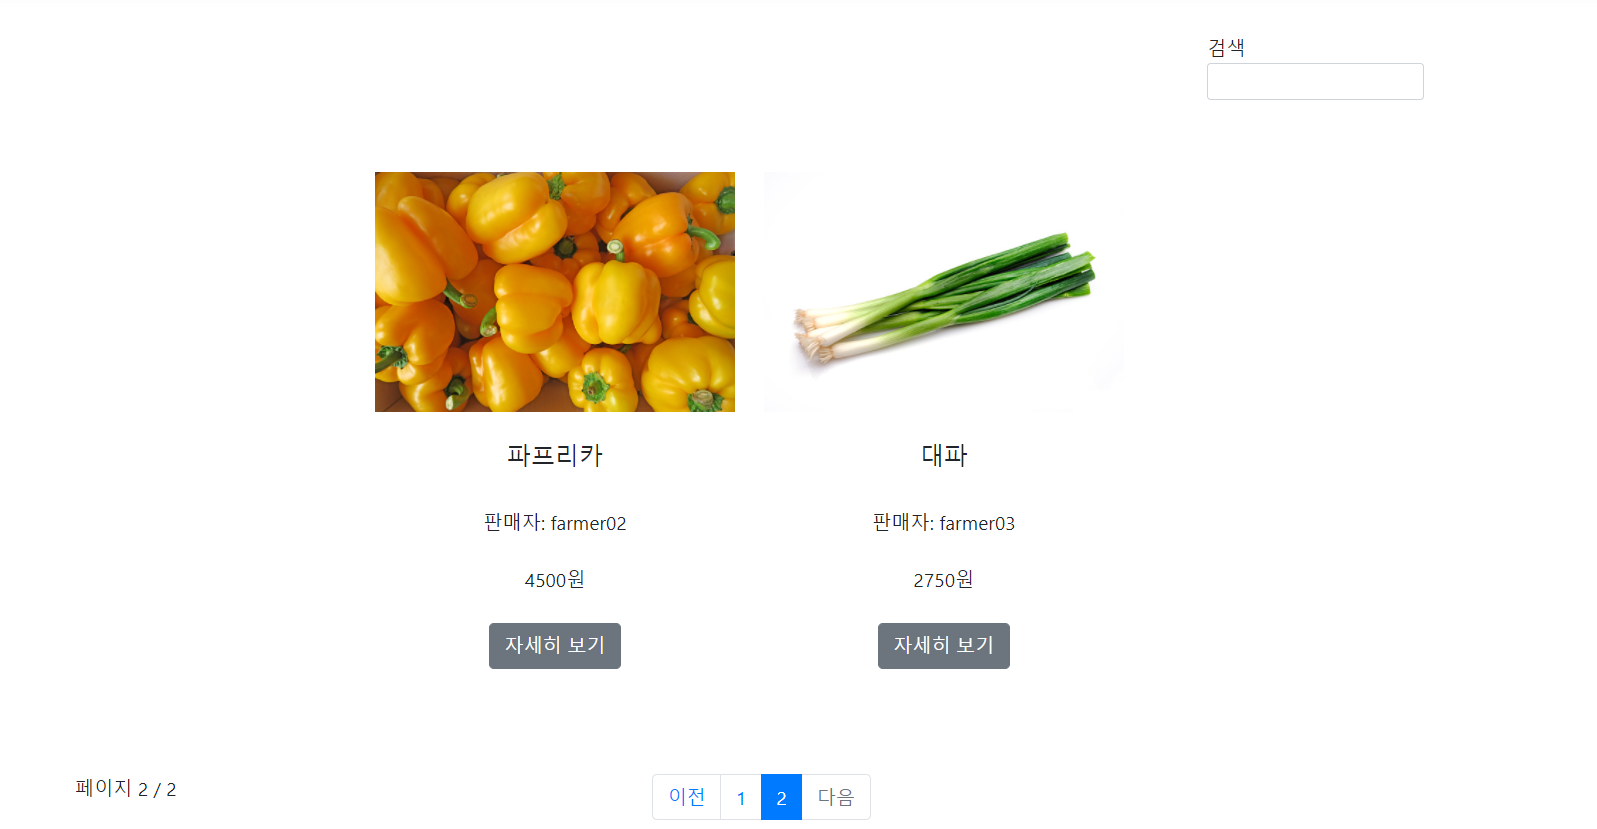 검색
파프리카
대파
판매자: farmer02
판매자: farmer03
4500원
2750원
자세히 보기
자세히 보기
페이지 2 / 2
이전
1
2
다음